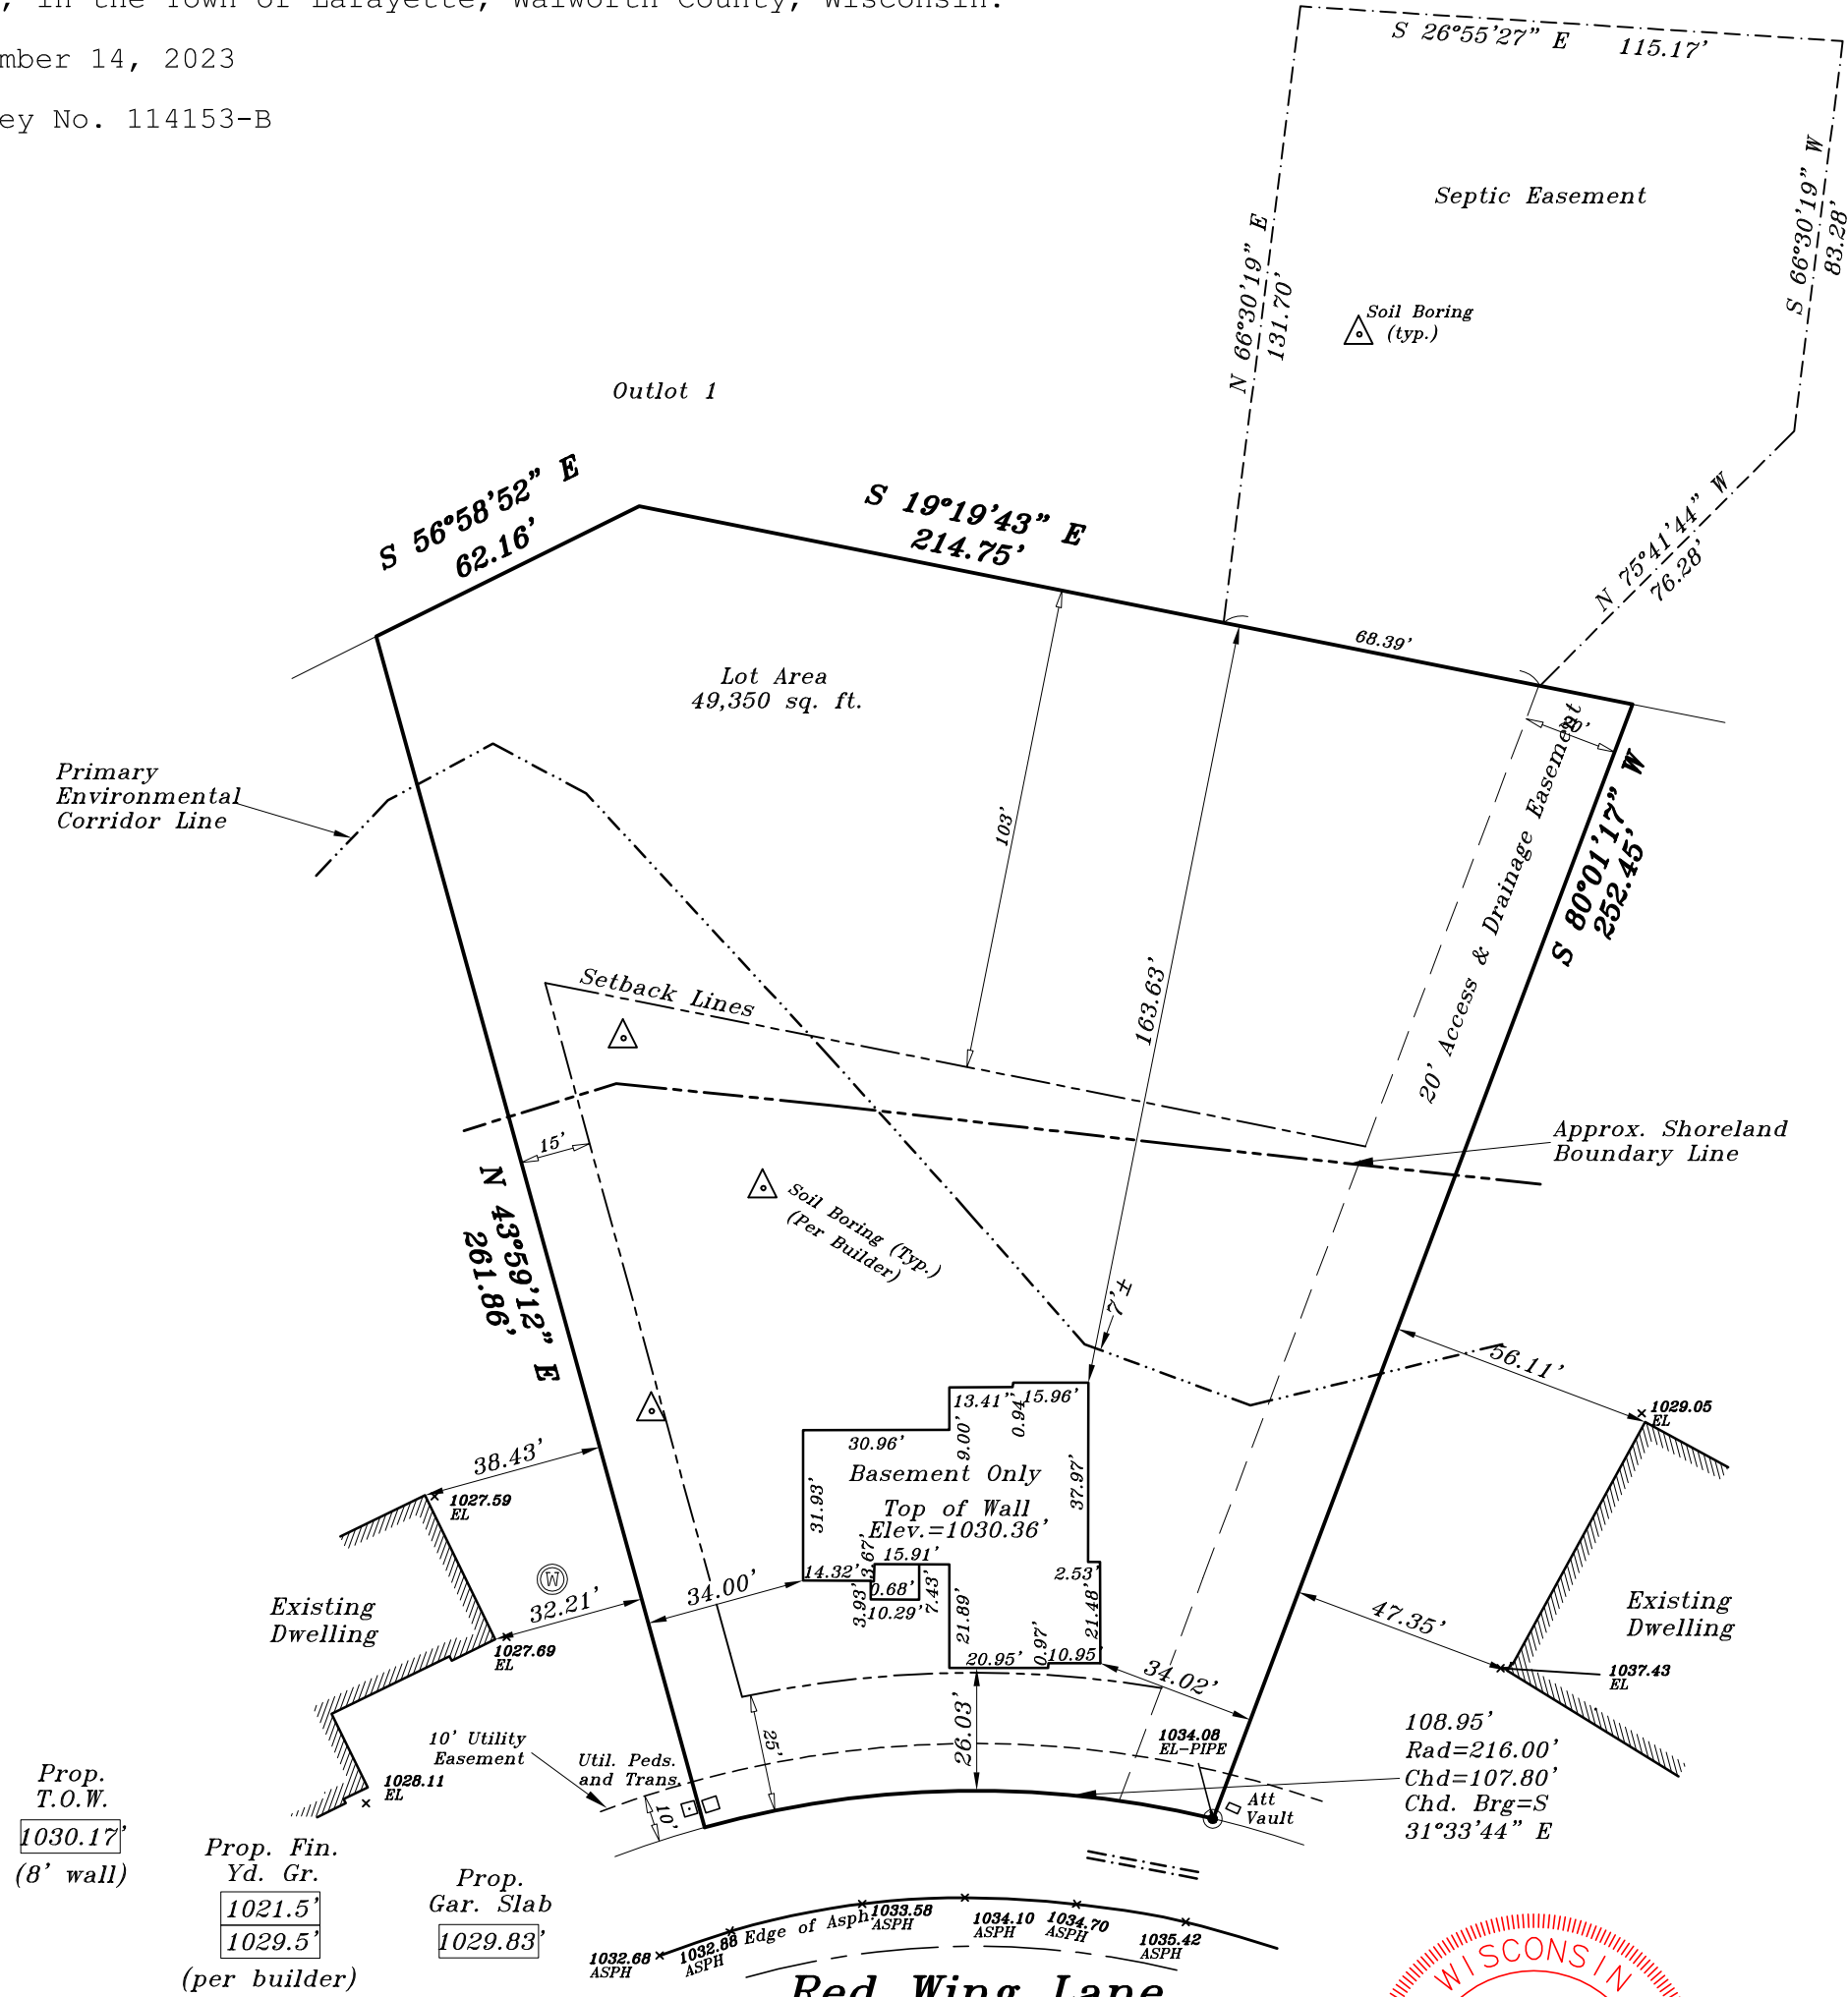 , in the Town of Lafayette, Walworth County, Wisconsin.
mber 14, 2023
ey No. 114153-B
S 26°55'27" E 115.17'
Septic Easement
N 66°30'19" E
131.70'
S 66°30'19" W
83.28'
Soil Boring
(typ.)
Outlot 1
S 56°58'52" E
62.16'
S 19°19'43" E
214.75'
N 75°41'44" W
76.28'
68.39'
Lot Area
49,350 sq. ft.
20'
Primary
Environmental
Corridor Line
103'
163.63'
20' Access & Drainage Easement
S 80°01'17" W
252.45'
Setback Lines
15'
Approx. Shoreland
Boundary Line
N 43°59'12" E
261.86'
Soil Boring (Typ.)
(Per Builder)
7'±
56.11'
1029.05
EL
13.41'
15.96'
0.94'
9.00'
30.96'
Basement Only
Top of Wall
Elev.=1030.36'
37.97'
31.93'
38.43'
1027.59
EL
W
3.67'
15.91'
14.32'
0.68'
3.93'
10.29'
7.43'
21.89'
2.53'
21.48'
0.97'
20.95'
10.95'
34.00'
34.02'
32.21'
Existing
Dwelling
1027.69
EL
47.35'
Existing
Dwelling
1037.43
EL
10' Utility
Easement
Util. Peds.
and Trans.
25'
26.03'
1034.08
EL-PIPE
108.95'
Rad=216.00'
Chd=107.80'
Chd. Brg=S
31°33'44" E
Att
Vault
1028.11
EL
10'
Prop.
T.O.W.
1030.17'
(8' wall)
Prop. Fin.
Yd. Gr.
1021.5'
1029.5'
(per builder)
Prop.
Gar. Slab
1029.83'
1032.68
ASPH
1032.88
ASPH
Edge of Asph.
1033.58
ASPH
1034.10
ASPH
1034.70
ASPH
1035.42
ASPH
Red Wing Lane
WISCONSIN